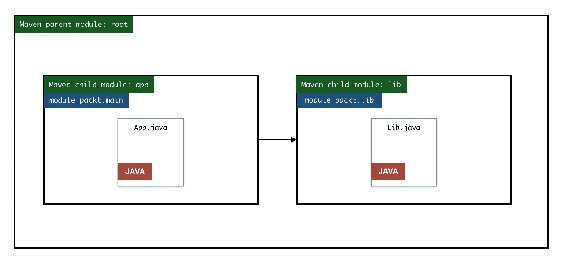 Maven parent module: root
Maven child module: app
module packt.main
App.java
JAVA
Maven child module: lib
Module packt.lib
Lib.java
JAVA